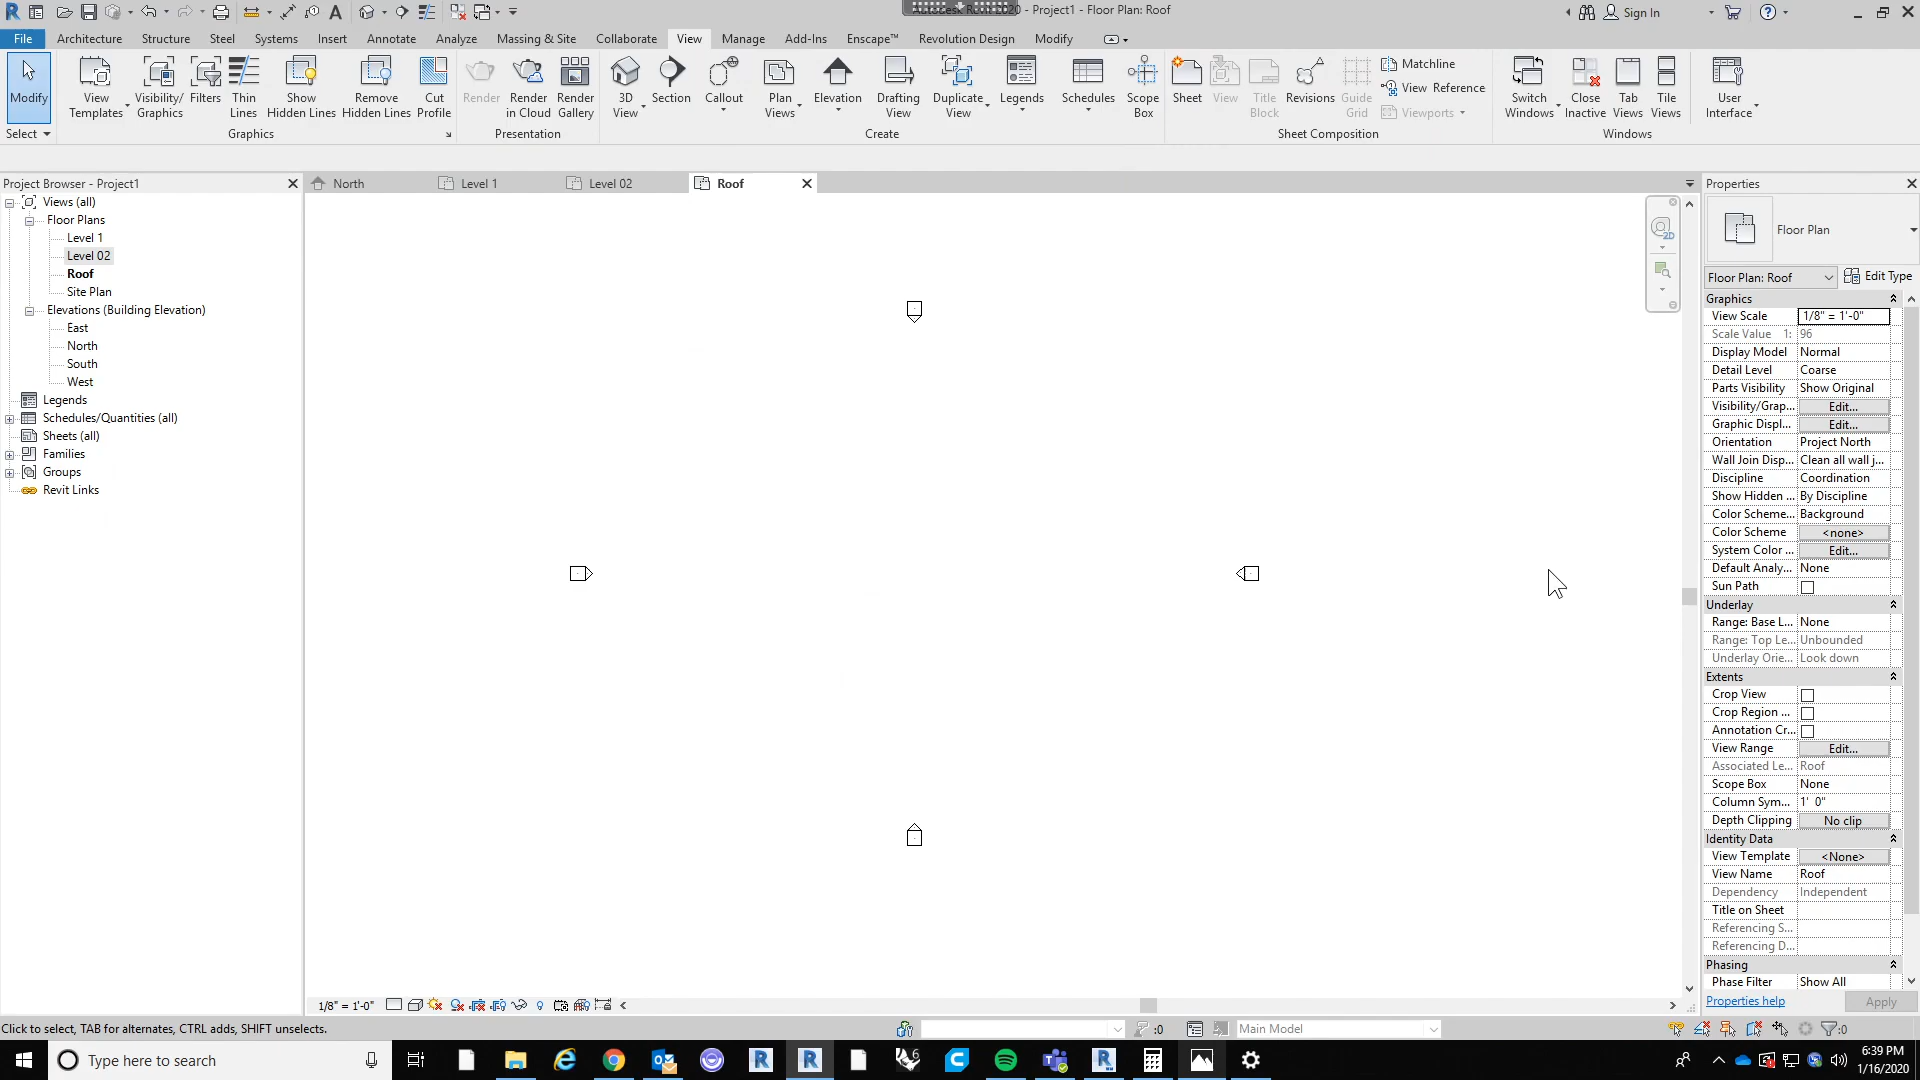 Autodesk Revit 2020 - Project1 - Floor Plan: Roof
Sign In
File Architecture Structure Steel Systems Insert Annotate Analyze Massing & Site Collaborate View Manage Add-Ins Enscape™ Revolution Design Modify
Modify
View Templates
Visibility/ Graphics
Filters
Thin Lines
Show Hidden Lines
Remove Hidden Lines
Cut Profile
Render
Render in Cloud
Render Gallery
3D View
Section
Callout
Plan Views
Elevation
Drafting View
Duplicate View
Legends
Schedules
Scope Box
Sheet
View
Title Block
Revisions
Guide Grid
Matchline
View Reference
Viewports
Switch Windows
Close Inactive
Tab Views
Tile Views
User Interface
Select
Graphics
Presentation
Create
Sheet Composition
Windows
Project Browser - Project1
Views (all)
Floor Plans
Level 1
Level 02
Roof
Site Plan
Elevations (Building Elevation)
East
North
South
West
Legends
Schedules/Quantities (all)
Sheets (all)
Families
Groups
Revit Links
North
Level 1
Level 02
Roof
2D
Properties
Floor Plan
Floor Plan: Roof
Edit Type
Graphics
View Scale 1/8" = 1'-0"
Scale Value 1: 96
Display Model Normal
Detail Level Coarse
Parts Visibility Show Original
Visibility/Grap... Edit...
Graphic Displ... Edit...
Orientation Project North
Wall Join Disp... Clean all wall j...
Discipline Coordination
Show Hidden ... By Discipline
Color Scheme... Background
Color Scheme <none>
System Color ... Edit...
Default Analy... None
Sun Path
Underlay
Range: Base L... None
Range: Top Le... Unbounded
Underlay Orie... Look down
Extents
Crop View
Crop Region ...
Annotation Cr...
View Range Edit...
Associated Le... Roof
Scope Box None
Column Sym... 1' 0"
Depth Clipping No clip
Identity Data
View Template <None>
View Name Roof
Dependency Independent
Title on Sheet
Referencing S...
Referencing D...
Phasing
Phase Filter Show All
Properties help
Apply
1/8" = 1'-0"
Click to select, TAB for alternates, CTRL adds, SHIFT unselects.
:0
Main Model
:0
Type here to search
6:39 PM
1/16/2020